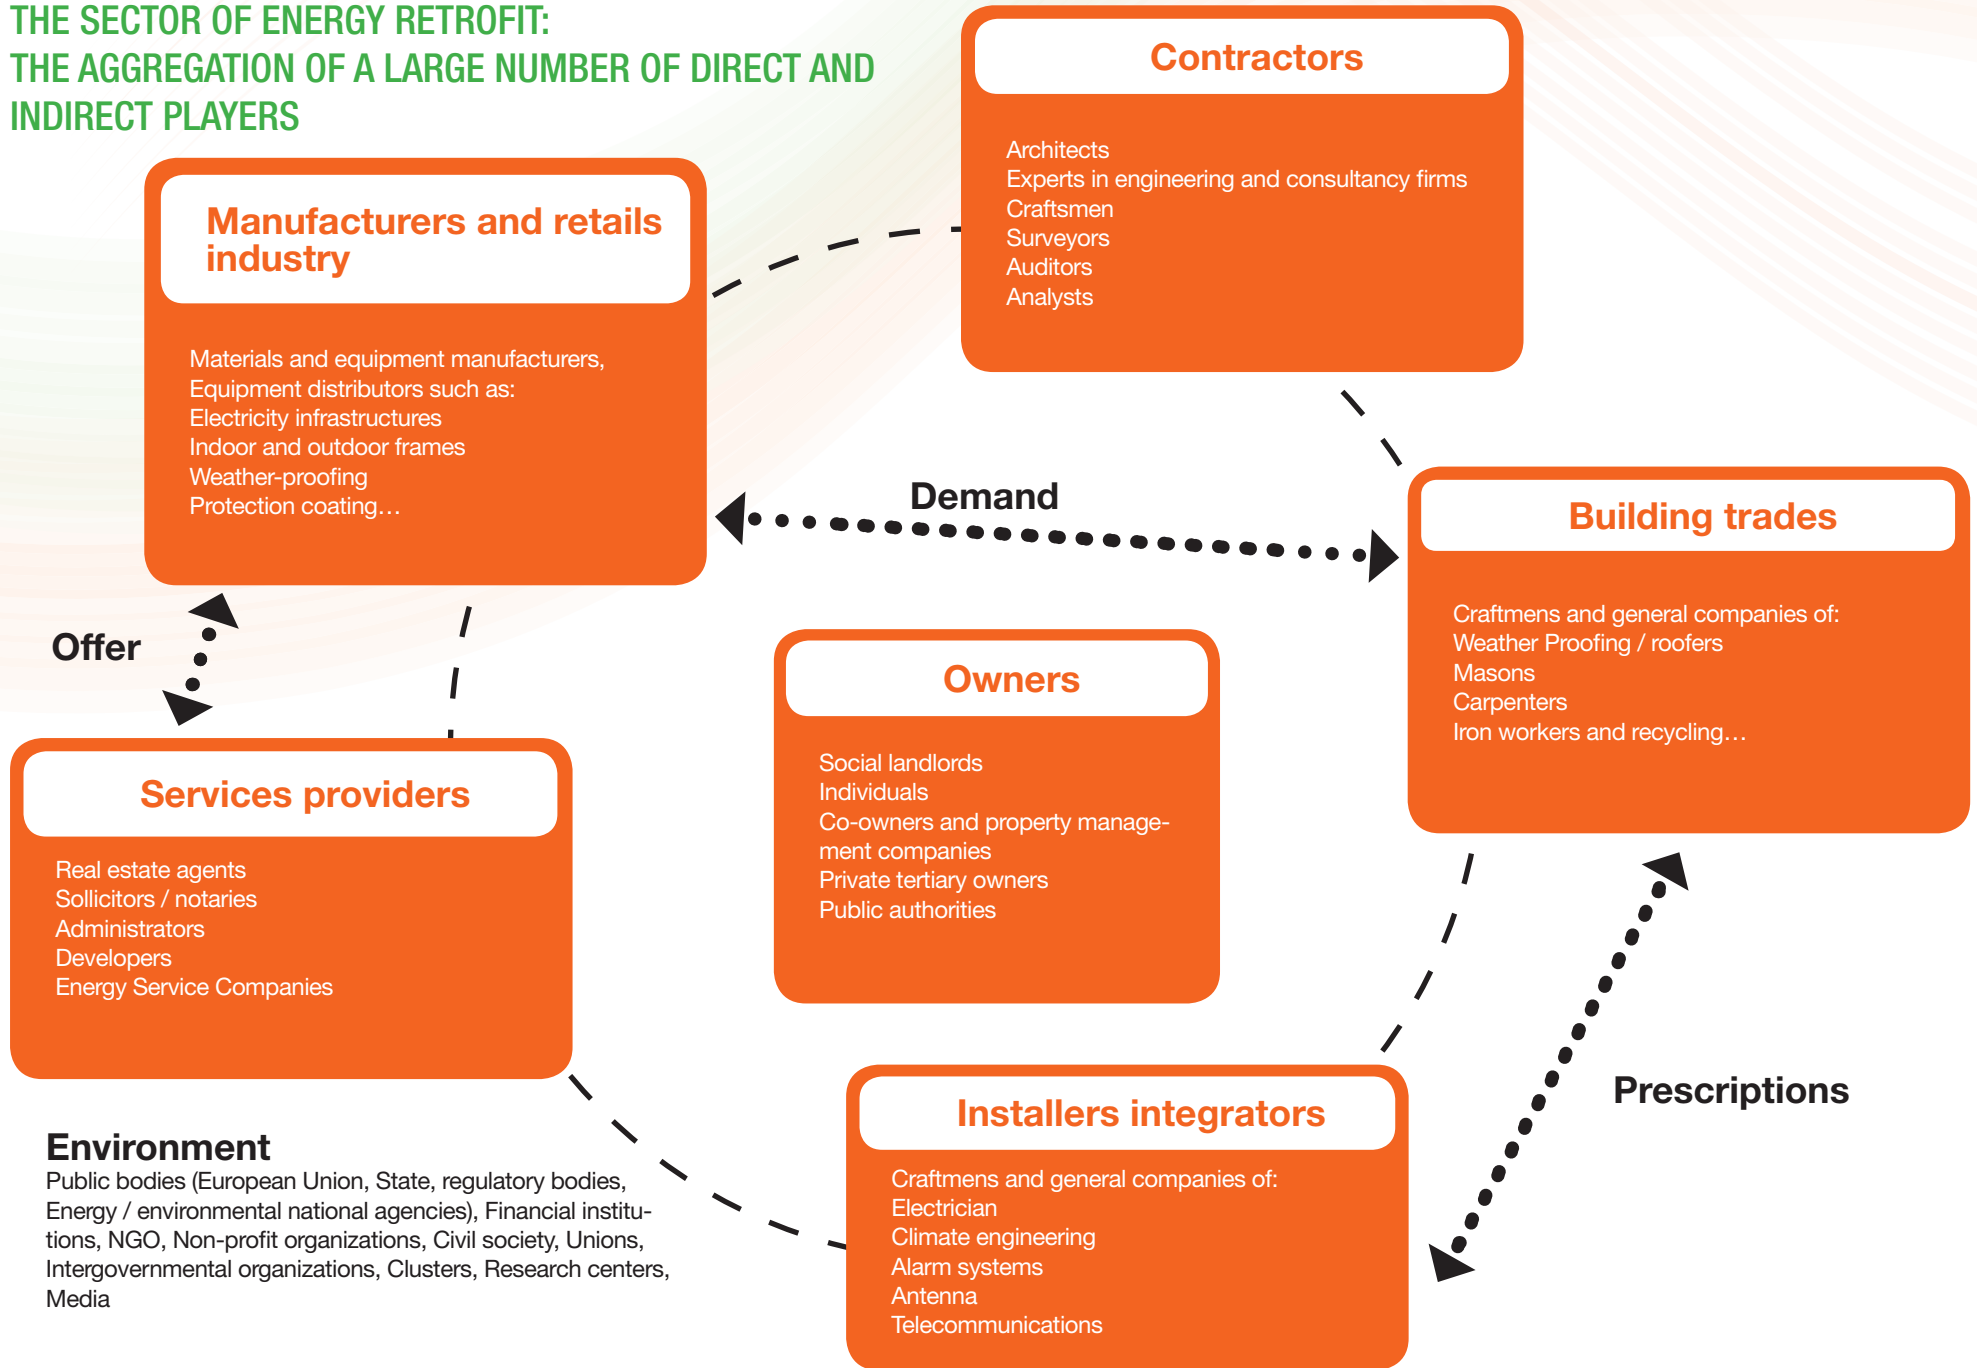 THE SECTOR OF ENERGY RETROFIT:
THE AGGREGATION OF A LARGE NUMBER OF DIRECT AND
INDIRECT PLAYERS
Contractors
Architects
Experts in engineering and consultancy firms
Craftsmen
Surveyors
Auditors
Analysts
Manufacturers and retails
industry
Materials and equipment manufacturers,
Equipment distributors such as:
Electricity infrastructures
Indoor and outdoor frames
Weather-proofing
Protection coating…
Demand
Building trades
Craftmens and general companies of:
Weather Proofing / roofers
Masons
Carpenters
Iron workers and recycling…
Offer
Owners
Social landlords
Individuals
Co-owners and property manage-
ment companies
Private tertiary owners
Public authorities
Services providers
Real estate agents
Sollicitors / notaries
Administrators
Developers
Energy Service Companies
Prescriptions
Installers integrators
Craftmens and general companies of:
Electrician
Climate engineering
Alarm systems
Antenna
Telecommunications
Environment
Public bodies (European Union, State, regulatory bodies,
Energy / environmental national agencies), Financial institu-
tions, NGO, Non-profit organizations, Civil society, Unions,
Intergovernmental organizations, Clusters, Research centers,
Media